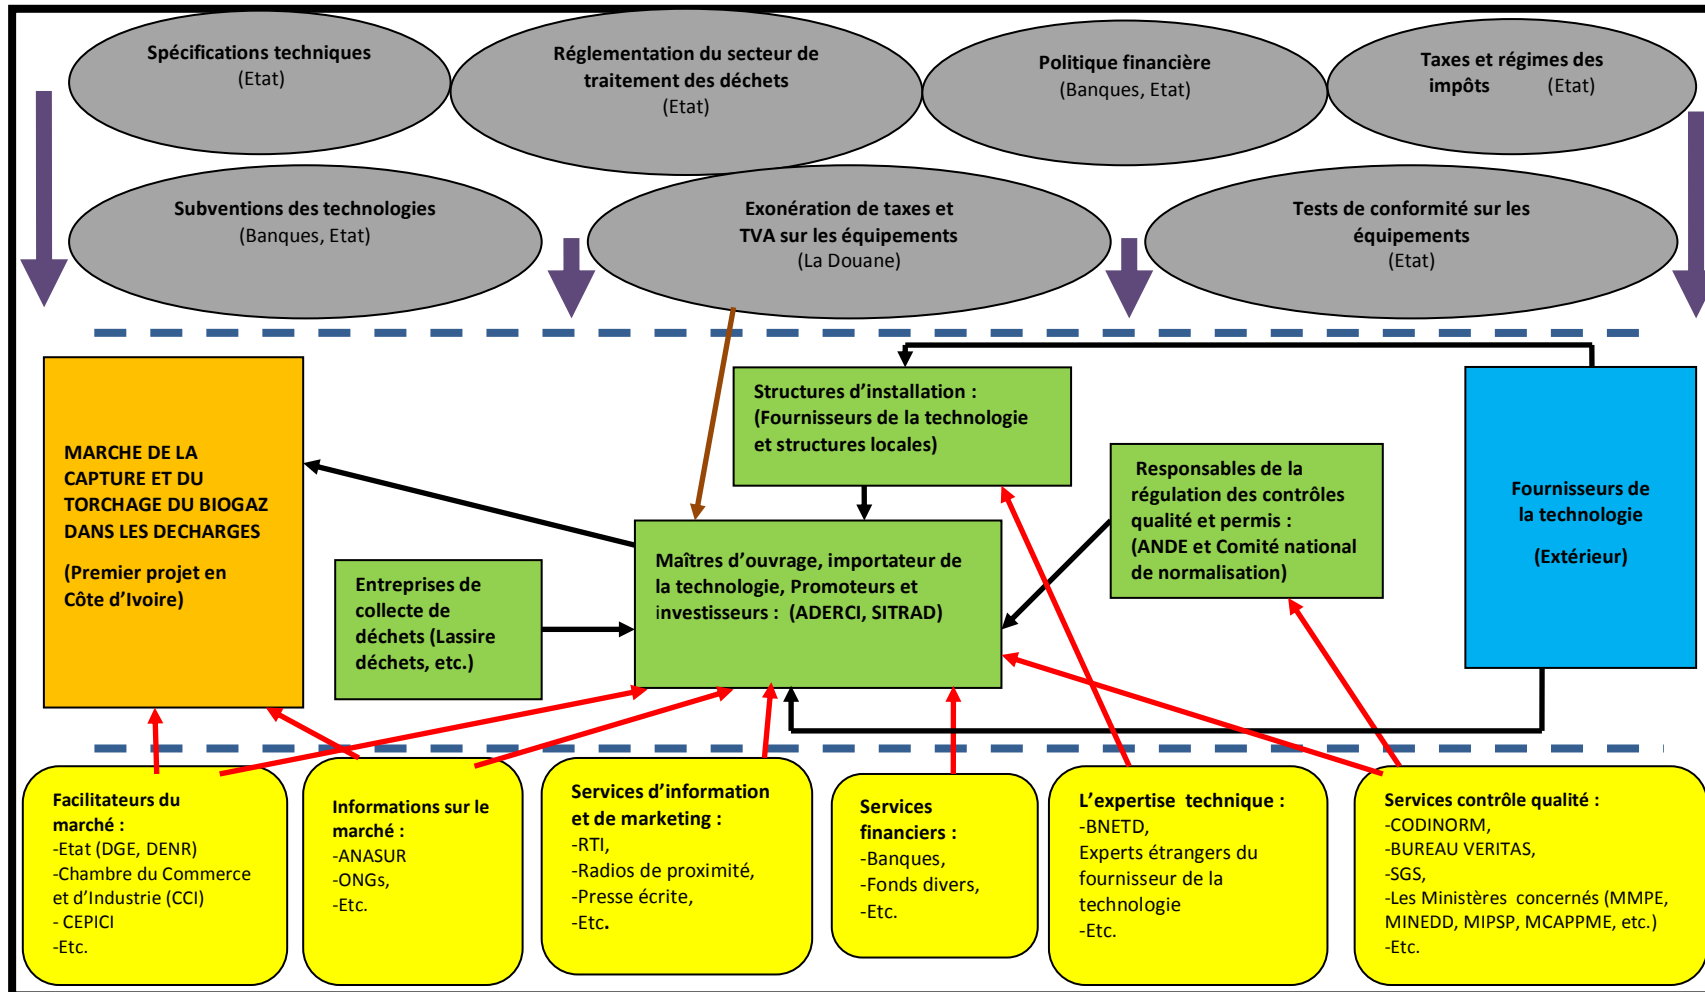 Spécifications techniques
(Etat)
Réglementation du secteur de
traitement des déchets
(Etat)
Politique financière
(Banques, Etat)
Taxes et régimes des
impôts (Etat)
Subventions des technologies
(Banques, Etat)
Exonération de taxes et
TVA sur les équipements
(La Douane)
Tests de conformité sur les
équipements
(Etat)
MARCHE DE LA
CAPTURE ET DU
TORCHAGE DU BIOGAZ
DANS LES DECHARGES
(Premier projet en
Côte d’Ivoire)
Structures d’installation :
(Fournisseurs de la technologie
et structures locales)
Responsables de la
régulation des contrôles
qualité et permis :
(ANDE et Comité national
de normalisation)
Fournisseurs de
la technologie
(Extérieur)
Entreprises de
collecte de
déchets (Lassire
déchets, etc.)
Maîtres d’ouvrage, importateur de
la technologie, Promoteurs et
investisseurs : (ADERCI, SITRAD)
Facilitateurs du
marché :
-Etat (DGE, DENR)
-Chambre du Commerce
et d’Industrie (CCI)
- CEPICI
-Etc.
Informations sur le
marché :
-ANASUR
-ONGs,
-Etc.
Services d’information
et de marketing :
-RTI,
-Radios de proximité,
-Presse écrite,
-Etc.
Services
financiers :
-Banques,
-Fonds divers,
-Etc.
L’expertise technique :
-BNETD,
Experts étrangers du
fournisseur de la
technologie
-Etc.
Services contrôle qualité :
-CODINORM,
-BUREAU VERITAS,
-SGS,
-Les Ministères concernés (MMPE,
MINEDD, MIPSP, MCAPPME, etc.)
-Etc.